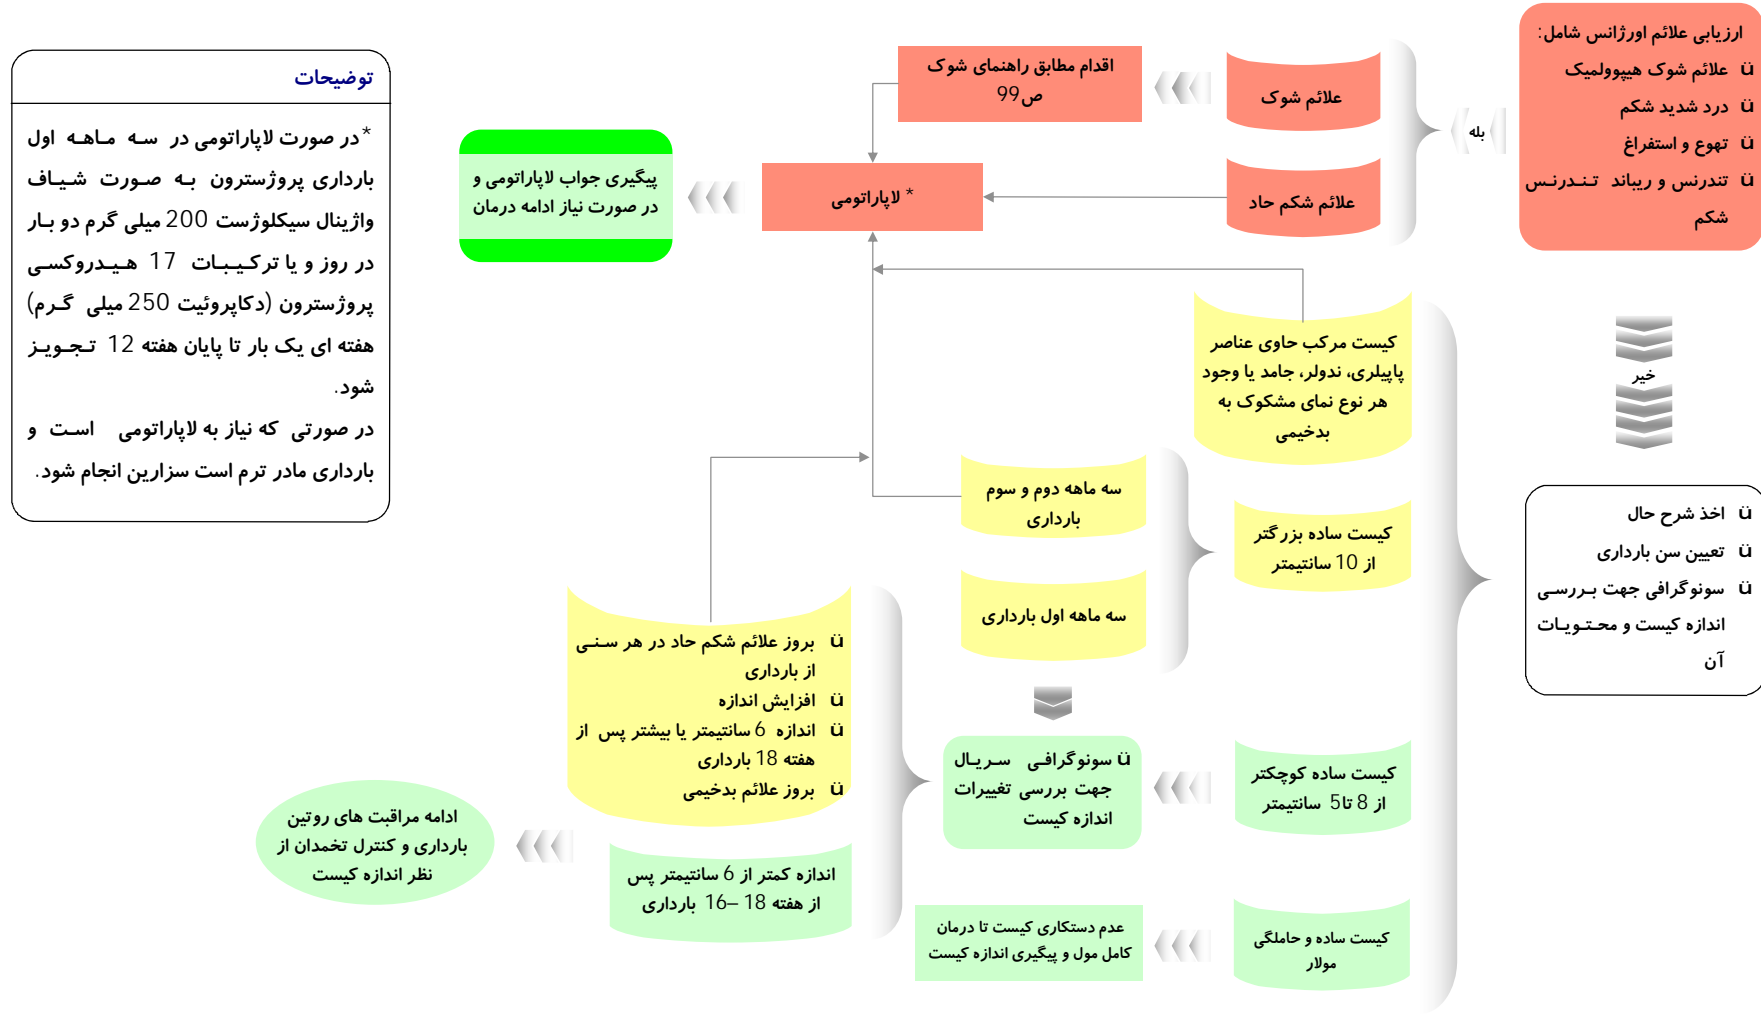 ارزیابی علائم اورژانس شامل:
ü علائم شوک هیپوولمیک
ü درد شدید شکم
ü تهوع و استفراغ
ü تندرنس و ریباند تندرنس
شکم
بله
علائم شوک
علائم شکم حاد
اقدام مطابق راهنمای شوک
ص99
* لاپاراتومی
پیگیری جواب لاپاراتومی و
در صورت نیاز ادامه درمان
توضیحات
*در صورت لاپاراتومی در سه ماهه اول
بارداری پروژسترون به صورت شیاف
واژینال سیکلوژست 200 میلی گرم دو بار
در روز و یا ترکیبات 17 هیدروکسی
پروژسترون (دکاپروئیت 250 میلی گرم)
هفته ای یک بار تا پایان هفته 12 تجویز
شود.
در صورتی که نیاز به لاپاراتومی است و
بارداری مادر ترم است سزارین انجام شود.
خیر
ü اخذ شرح حال
ü تعیین سن بارداری
ü سونوگرافی جهت بررسی
اندازه کیست و محتویات
آن
کیست مرکب حاوی عناصر
پاپیلری، ندولر، جامد یا وجود
هر نوع نمای مشکوک به
بدخیمی
کیست ساده بزرگتر
از 10 سانتیمتر
سه ماهه دوم و سوم
بارداری
سه ماهه اول بارداری
کیست ساده کوچکتر
از 8 تا5 سانتیمتر
ü سونوگرافی سریال
جهت بررسی تغییرات
اندازه کیست
ü بروز علائم شکم حاد در هر سنی
از بارداری
ü افزایش اندازه
ü اندازه 6 سانتیمتر یا بیشتر پس از
هفته 18 بارداری
ü بروز علائم بدخیمی
اندازه کمتر از 6 سانتیمتر پس
از هفته 18 –16 بارداری
ادامه مراقبت های روتین
بارداری و کنترل تخمدان از
نظر اندازه کیست
کیست ساده و حاملگی
مولار
عدم دستکاری کیست تا درمان
کامل مول و پیگیری اندازه کیست